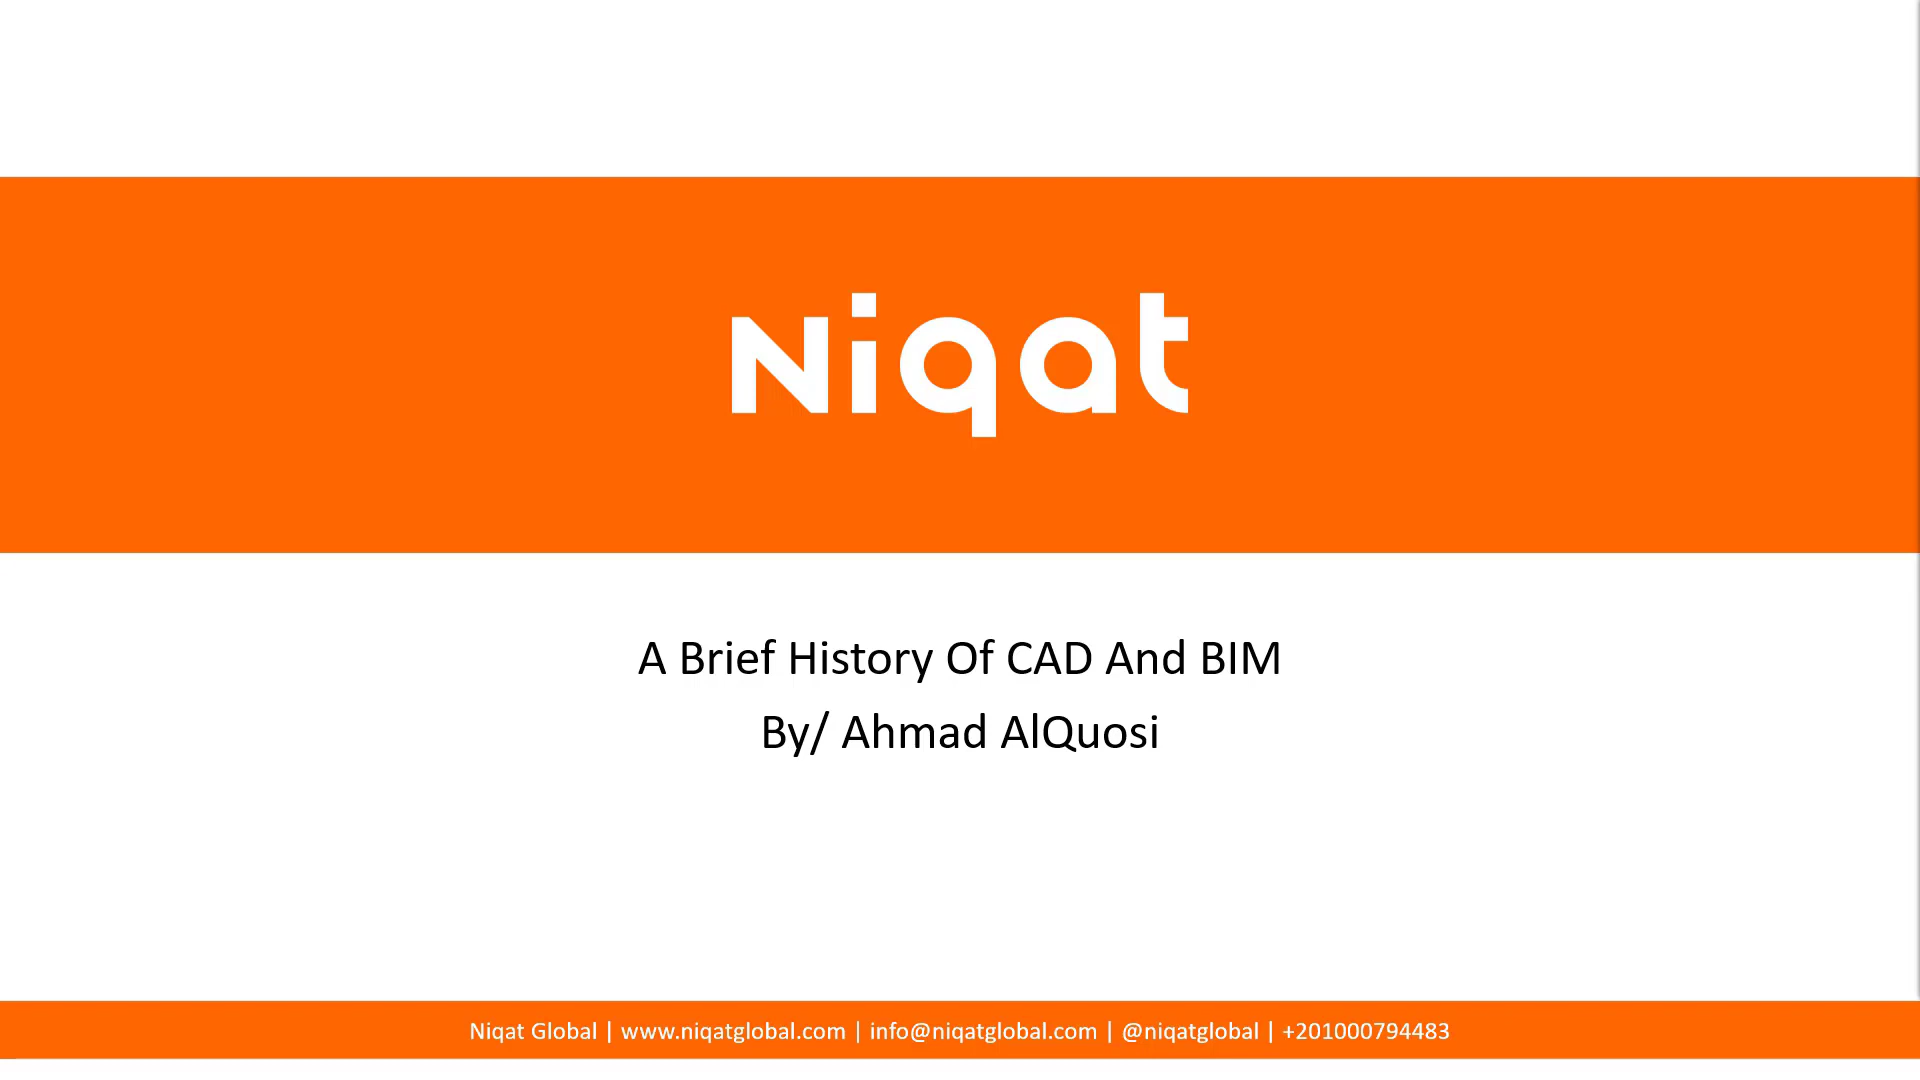 Niqat
A Brief History Of CAD And BIM
By/ Ahmad AlQuosi
Niqat Global | www.niqatglobal.com | info@niqatglobal.com | @niqatglobal | +201000794483